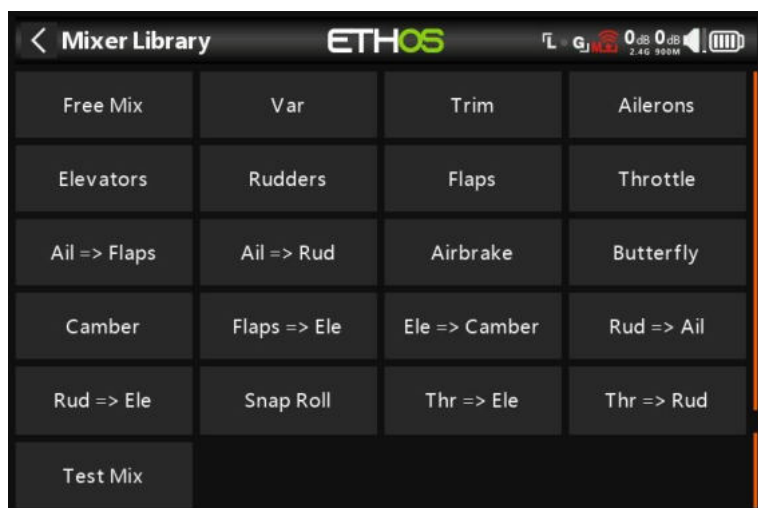 Mixer Library
ETHOS
L G 0dB 0dB
2.4G 900M
Free Mix Var Trim Ailerons
Elevators Rudders Flaps Throttle
Ail => Flaps Ail => Rud Airbrake Butterfly
Camber Flaps => Ele Ele => Camber Rud => Ail
Rud => Ele Snap Roll Thr => Ele Thr => Rud
Test Mix